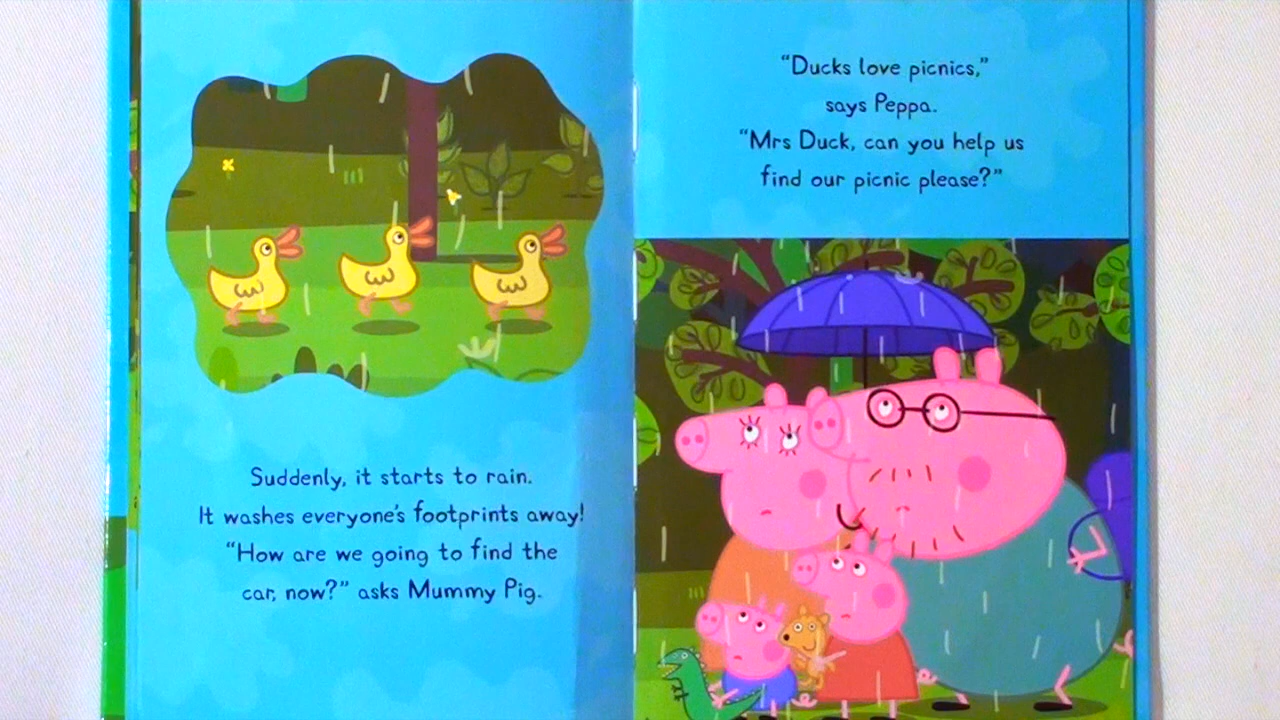 Suddenly, it starts to rain.
It washes everyone's footprints away!
“How are we going to find the
car, now?” asks Mummy Pig.
“Ducks love picnics,”
says Peppa.
“Mrs Duck, can you help us
find our picnic please?”